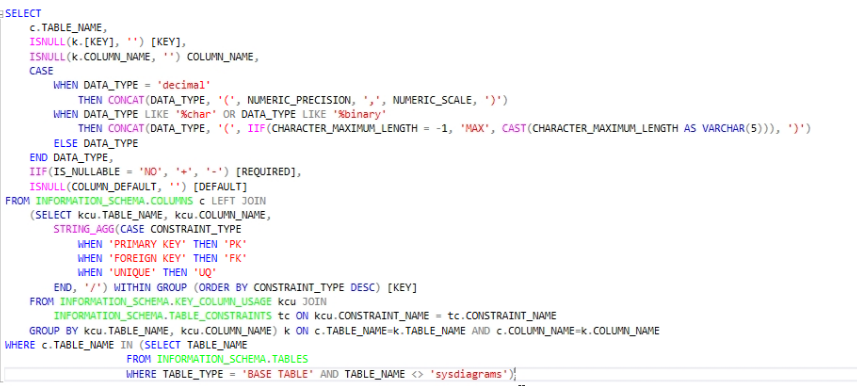 SELECT
    c.TABLE_NAME,
    ISNULL(k.[KEY], '') [KEY],
    ISNULL(k.COLUMN_NAME, '') COLUMN_NAME,
    CASE
        WHEN DATA_TYPE = 'decimal'
            THEN CONCAT(DATA_TYPE, '(', NUMERIC_PRECISION, ',', NUMERIC_SCALE, ')')
        WHEN DATA_TYPE LIKE '%char' OR DATA_TYPE LIKE '%binary'
            THEN CONCAT(DATA_TYPE, '(', IIF(CHARACTER_MAXIMUM_LENGTH = -1, 'MAX', CAST(CHARACTER_MAXIMUM_LENGTH AS VARCHAR(5))), ')')
        ELSE DATA_TYPE
    END DATA_TYPE,
    IIF(IS_NULLABLE = 'NO', '+', '-') [REQUIRED],
    ISNULL(COLUMN_DEFAULT, '') [DEFAULT]
FROM INFORMATION_SCHEMA.COLUMNS c LEFT JOIN
    (SELECT kcu.TABLE_NAME, kcu.COLUMN_NAME,
        STRING_AGG(CASE CONSTRAINT_TYPE
            WHEN 'PRIMARY KEY' THEN 'PK'
            WHEN 'FOREIGN KEY' THEN 'FK'
            WHEN 'UNIQUE' THEN 'UQ'
        END, '/') WITHIN GROUP (ORDER BY CONSTRAINT_TYPE DESC) [KEY]
    FROM INFORMATION_SCHEMA.KEY_COLUMN_USAGE kcu JOIN
        INFORMATION_SCHEMA.TABLE_CONSTRAINTS tc ON kcu.CONSTRAINT_NAME = tc.CONSTRAINT_NAME
    GROUP BY kcu.TABLE_NAME, kcu.COLUMN_NAME) k ON c.TABLE_NAME=k.TABLE_NAME AND c.COLUMN_NAME=k.COLUMN_NAME
WHERE c.TABLE_NAME IN (SELECT TABLE_NAME
                    FROM INFORMATION_SCHEMA.TABLES
                    WHERE TABLE_TYPE = 'BASE TABLE' AND TABLE_NAME <> 'sysdiagrams');